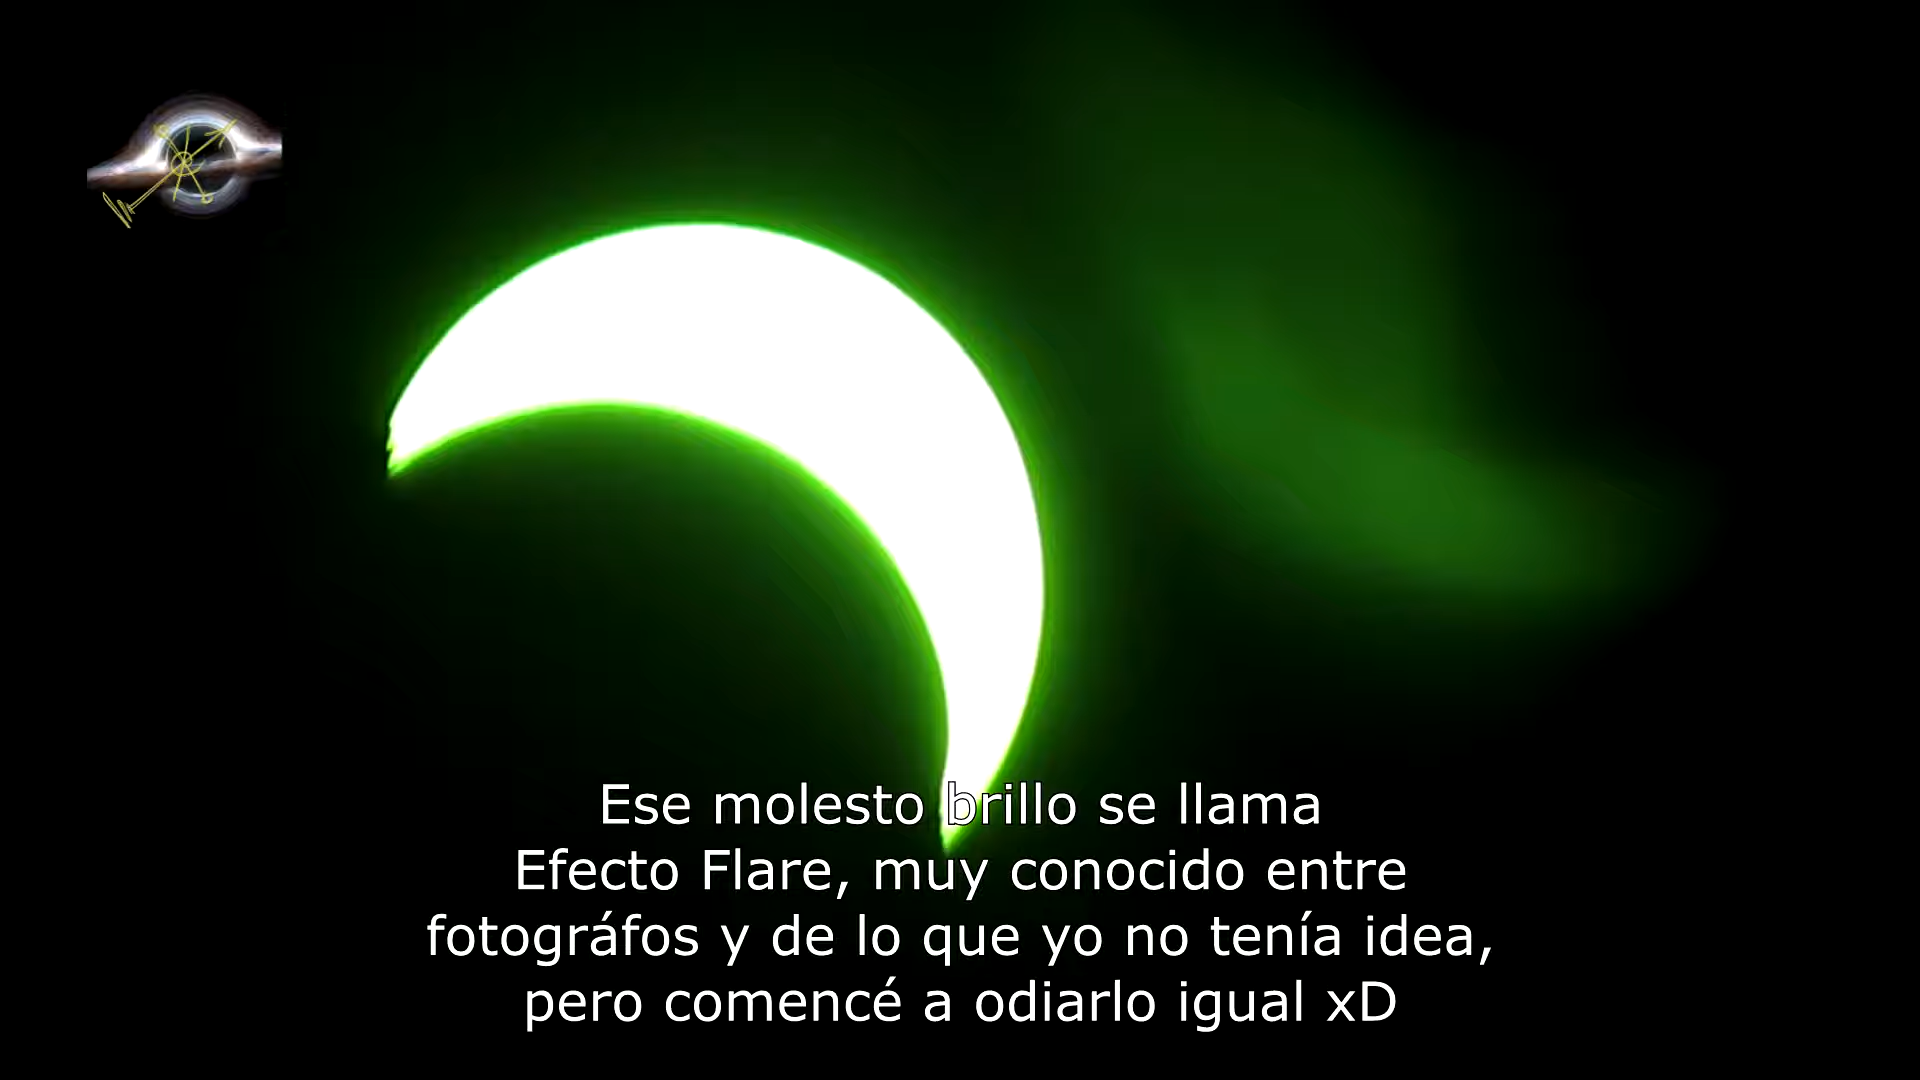 Ese molesto brillo se llama
Efecto Flare, muy conocido entre
fotográfos y de lo que yo no tenía idea,
pero comencé a odiarlo igual xD